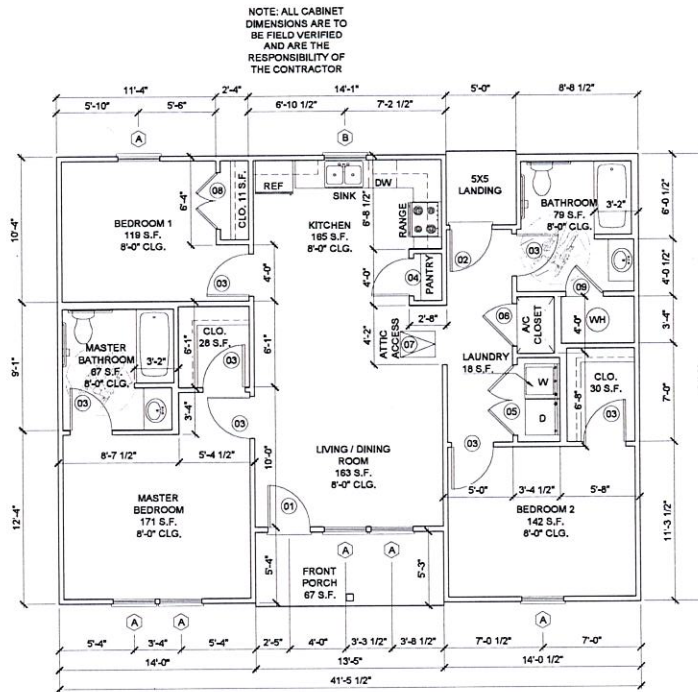 NOTE: ALL CABINET
DIMENSIONS ARE TO
BE FIELD VERIFIED
AND ARE THE
RESPONSIBILITY OF
THE CONTRACTOR
11'-4" 2'-4" 14'-1" 5'-0" 8'-8 1/2"
5'-10" 5'-6" 6'-10 1/2" 7'-2 1/2"
A B
10'-4"
9'-1"
12'-4"
BEDROOM 1
119 S.F.
8'-0" CLG.
6'-4"
08
CLO. 11 S.F.
03
4'-0"
REF
SINK
DW
RANGE
6'-8 1/2"
KITCHEN
165 S.F.
8'-0" CLG.
4'-0"
04
PANTRY
4'-2"
2'-8"
ATTIC
ACCESS
07
5X5
LANDING
02
BATHROOM
79 S.F.
8'-0" CLG.
3'-2"
03
09
4'-0"
WH
06
A/C
CLOSET
LAUNDRY
18 S.F.
W
D
05
CLO.
30 S.F.
6'-8"
03
03
6'-0 1/2"
4'-0 1/2"
3'-4"
7'-0"
11'-3 1/2"
MASTER
BATHROOM
67 S.F.
8'-0" CLG.
3'-2"
03
CLO.
28 S.F.
03
6'-1"
6'-1"
3'-4"
03
8'-7 1/2" 5'-4 1/2"
MASTER
BEDROOM
171 S.F.
8'-0" CLG.
10'-0"
LIVING / DINING
ROOM
163 S.F.
8'-0" CLG.
01
5'-0" 3'-4 1/2" 5'-8"
BEDROOM 2
142 S.F.
8'-0" CLG.
5'-4"
FRONT
PORCH
67 S.F.
A A
5'-3"
A A A
5'-4" 3'-4" 5'-4" 2'-5" 4'-0" 3'-3 1/2" 3'-8 1/2" 7'-0 1/2" 7'-0"
14'-0" 13'-5" 14'-0 1/2"
41'-5 1/2"